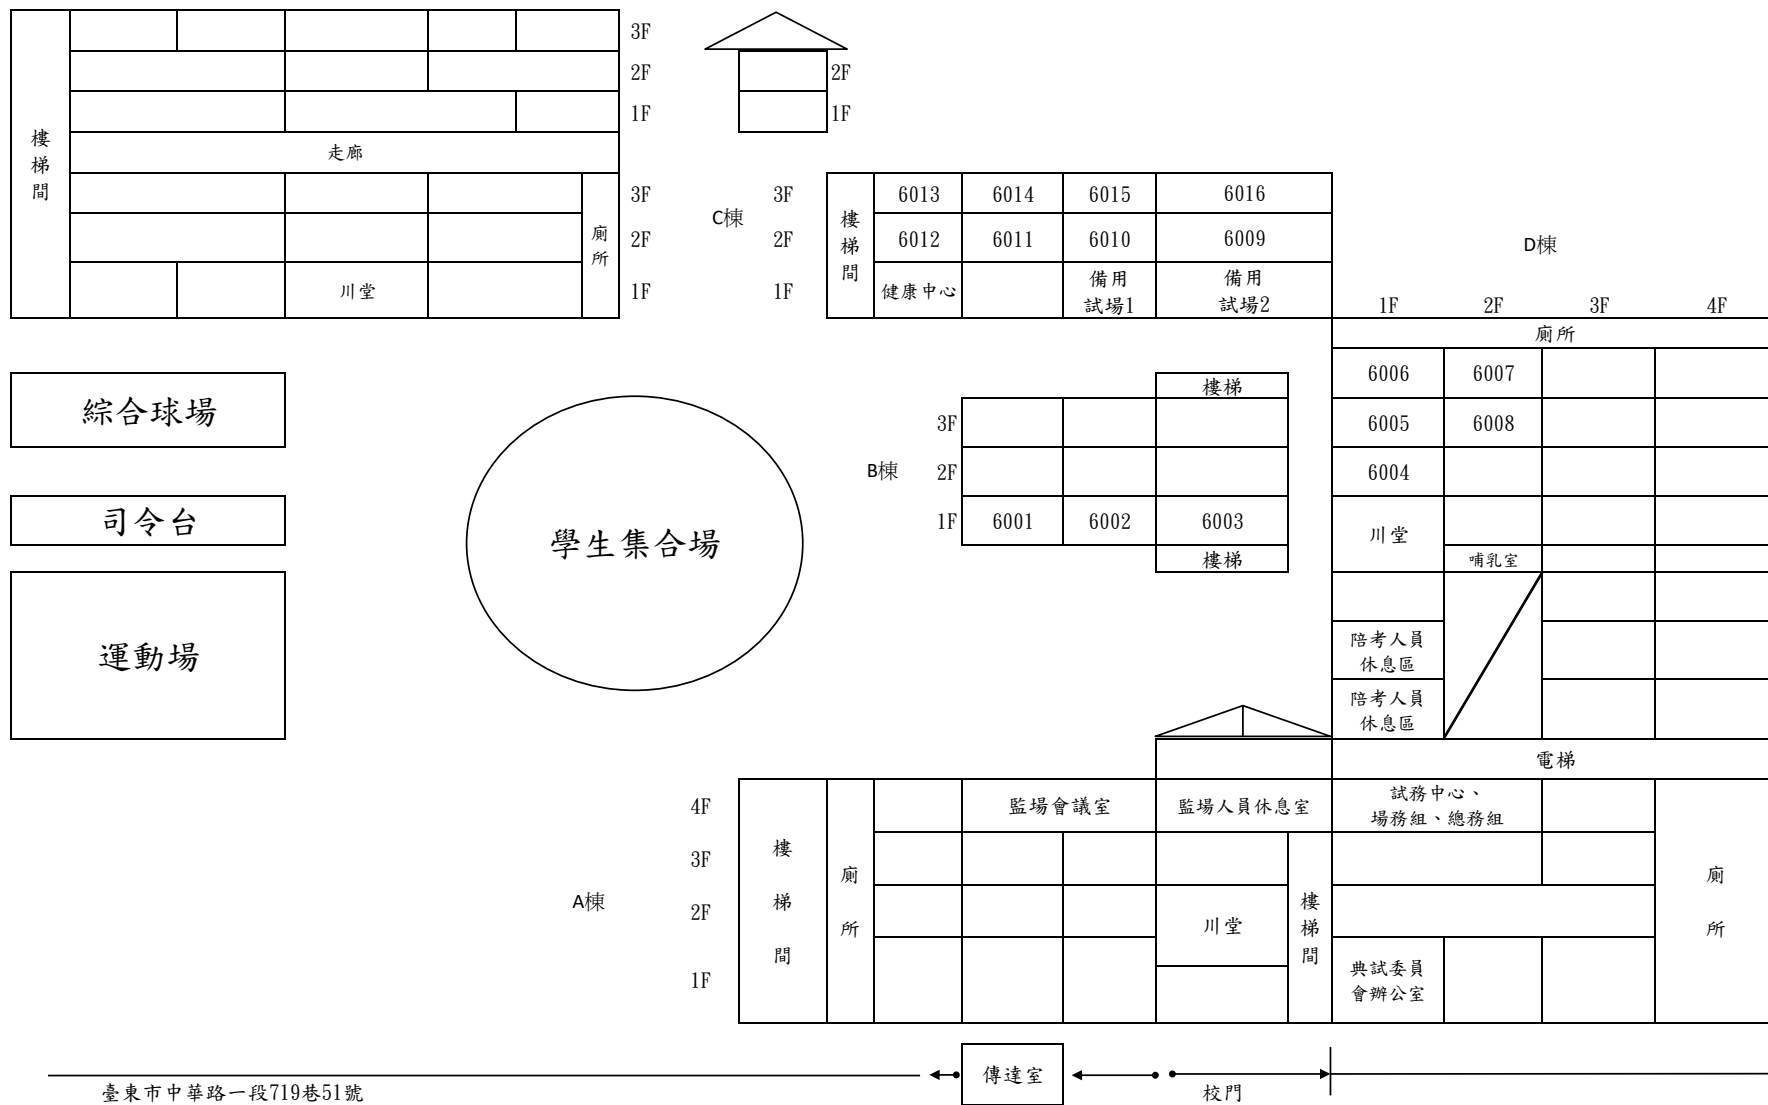 3F
2F
1F
樓梯間
走廊
3F
2F
1F
廁所
川堂
2F
1F
C棟
3F
2F
1F
樓梯間
6013 6014 6015 6016
6012 6011 6010 6009
健康中心
備用
試場1
備用
試場2
D棟
1F 2F 3F 4F
廁所
6006 6007
6005 6008
6004
川堂
哺乳室
陪考人員
休息區
陪考人員
休息區
電梯
綜合球場
司令台
運動場
學生集合場
B棟
樓梯
3F
2F
1F
6001 6002 6003
樓梯
A棟
4F
3F
2F
1F
樓梯間
廁所
監場會議室
監場人員休息室
試務中心、
場務組、總務組
川堂
樓梯間
典試委員
會辦公室
廁所
傳達室
校門
臺東市中華路一段719巷51號